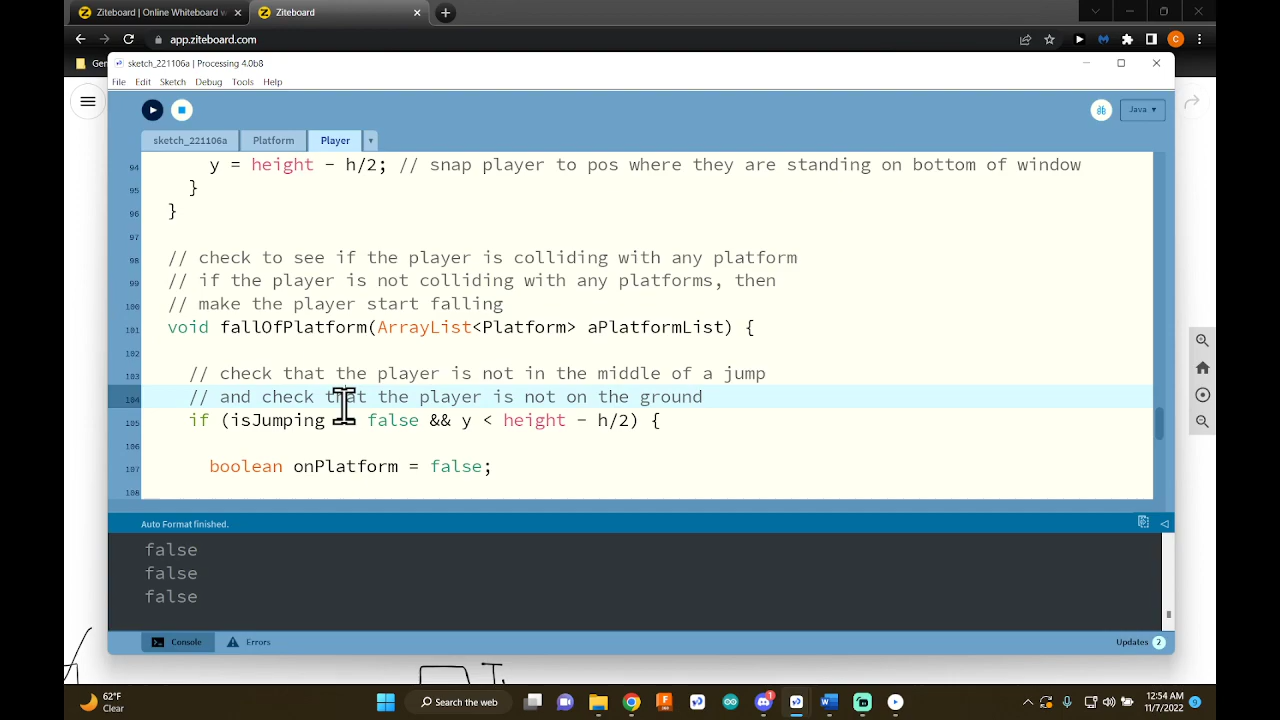 Ziteboard | Online Whiteboard
Ziteboard
app.ziteboard.com
Gen
sketch_221106a | Processing 4.0b8
File Edit Sketch Debug Tools Help
Java
sketch_221106a Platform Player
94 y = height - h/2; // snap player to pos where they are standing on bottom of window
95 }
96 }
97
98 // check to see if the player is colliding with any platform
99 // if the player is not colliding with any platforms, then
100 // make the player start falling
101 void fallOfPlatform(ArrayList<Platform> aPlatformList) {
102
103 // check that the player is not in the middle of a jump
104 // and check that the player is not on the ground
105 if (isJumping false && y < height - h/2) {
106
107 boolean onPlatform = false;
108
Auto Format finished.
false
false
false
Console Errors Updates 2
62°F
Clear
Search the web
12:54 AM
11/7/2022